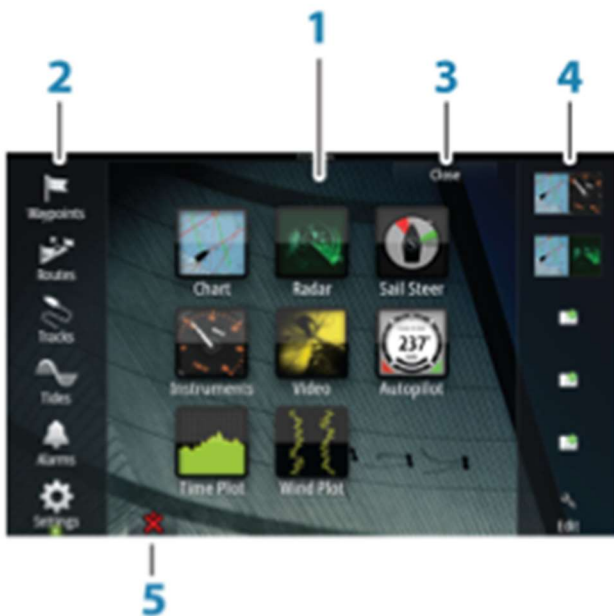 1
2
3
4
Close
Waypoints
Chart
Radar
Sail Steer
Routes
Tracks
Instruments
Video
237°
Autopilot
Tides
Alarms
Time Plot
Wind Plot
Settings
Edit
5